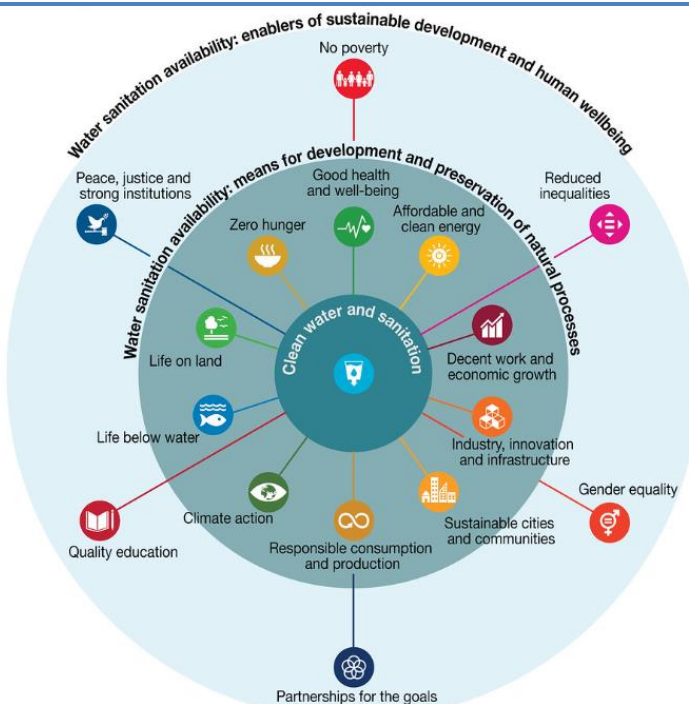 Water sanitation availability: enablers of sustainable development and human wellbeing
No poverty
Water sanitation availability: means for development and preservation of natural processes
Peace, justice and
strong institutions
Good health
and well-being
Reduced
inequalities
Zero hunger
Affordable and
clean energy
Clean water and sanitation
Life on land
Decent work and
economic growth
Life below water
Industry, innovation
and infrastructure
Climate action
Gender equality
Quality education
Responsible consumption
and production
Sustainable cities
and communities
Partnerships for the goals